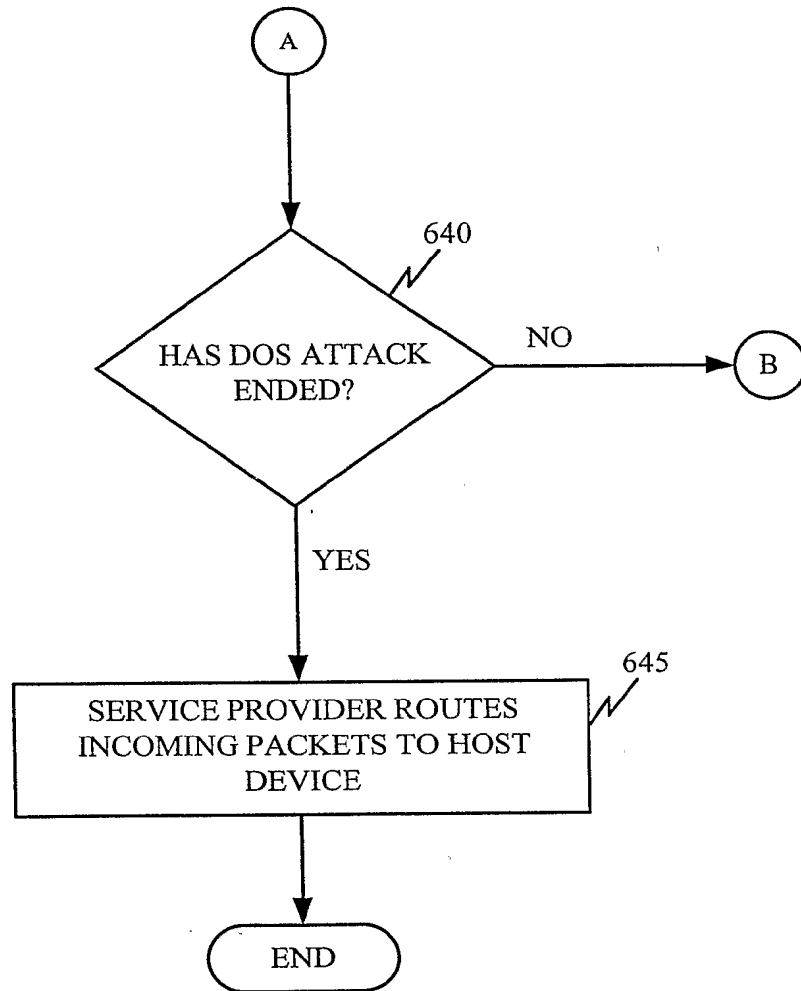 A
640
HAS DOS ATTACK
ENDED?
NO
B
YES
645
SERVICE PROVIDER ROUTES
INCOMING PACKETS TO HOST
DEVICE
END